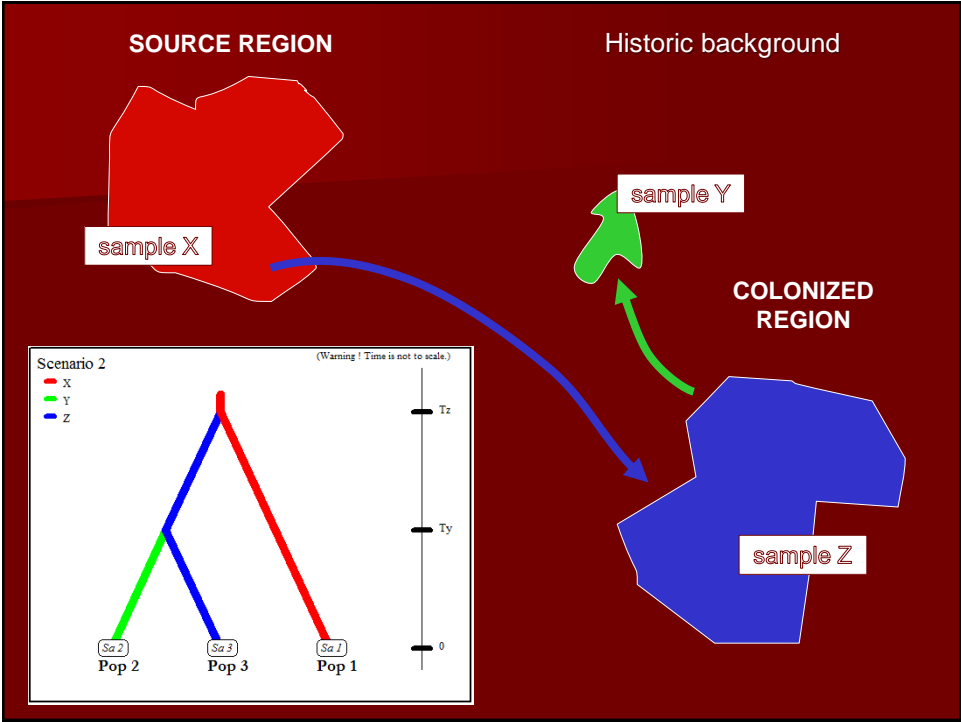 SOURCE REGION
Historic background
sample Y
sample X
COLONIZED
REGION
(Warning ! Time is not to scale.)
Scenario 2
X
Y
Z
Tz
Ty
sample Z
0
Sa 2
Sa 3
Sa 1
Pop 2
Pop 3
Pop 1